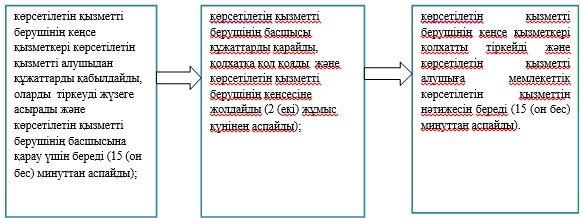 көрсетілетін қызметті
берушінің кеңсе
қызметкері көрсетілетін
қызметті алушыдан
құжаттарды қабылдайды,
оларды тіркеуді жүзеге
асырады және
көрсетілетін қызметті
берушінің басшысына
қарау үшін береді (15 (он
бес) минуттан аспайды);
көрсетілетін қызметті
берушінің басшысы
құжаттарды қарайды,
қолхатқа қол қояды және
көрсетілетін қызметті
берушінің кеңсесіне
жолдайды (2 (екі) жұмыс
күнінен аспайды);
көрсетілетін қызметті
берушінің кеңсе қызметкері
қолхатты тіркейді және
көрсетілетін қызметті
алушыға мемлекеттік
көрсетілетін қызметтің
нәтижесін береді (15 (он бес)
минуттан аспайды).